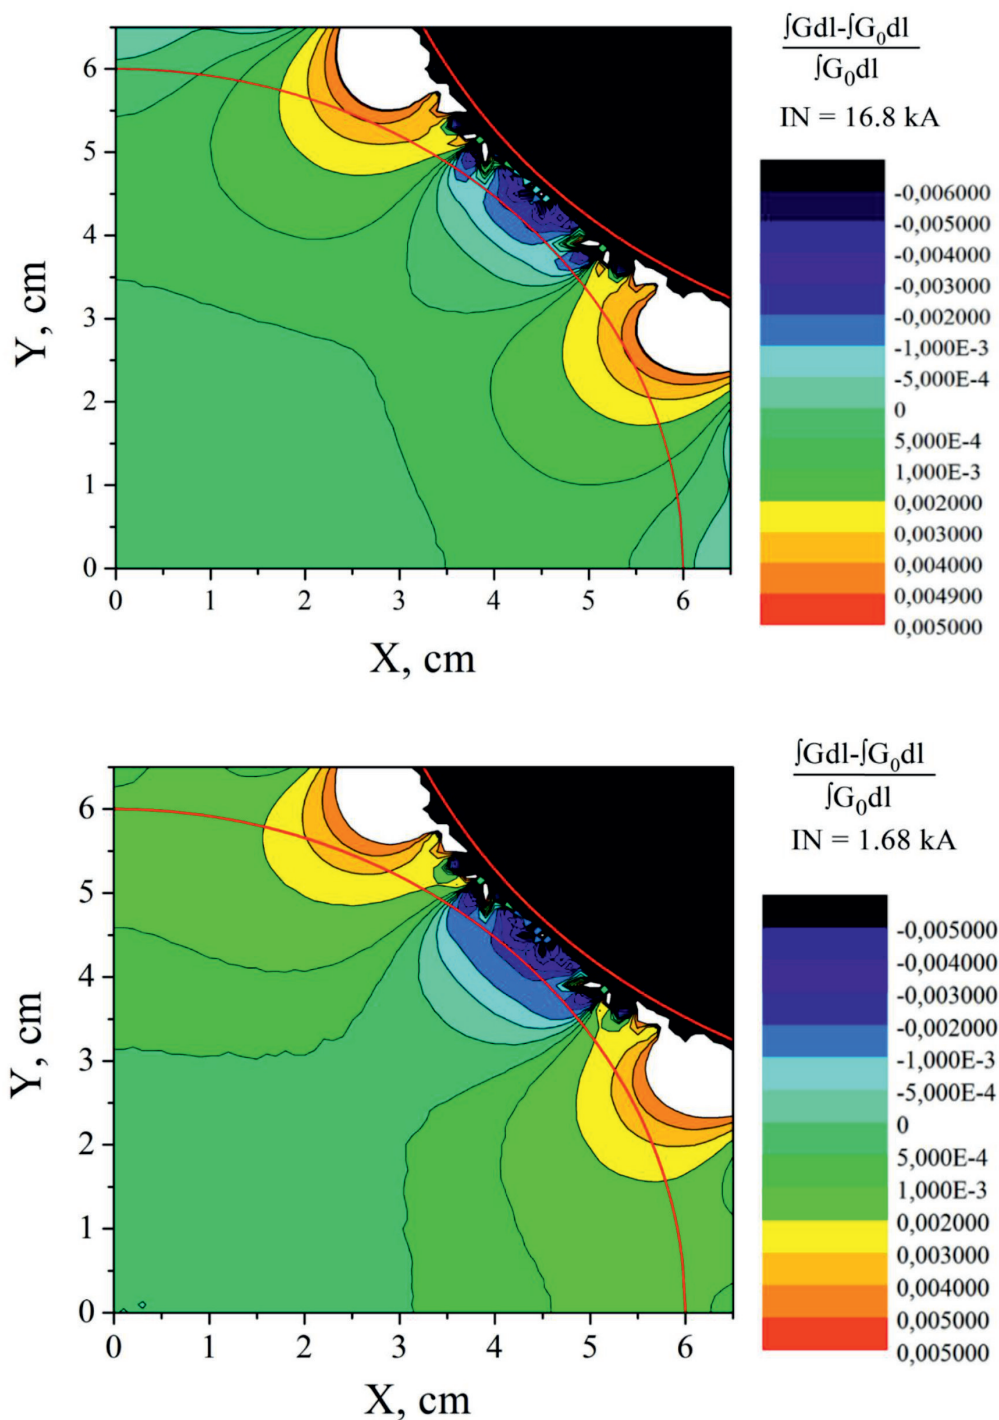 ∫Gdl-∫G₀dl
∫G₀dl
IN = 16.8 kA
-0,006000
-0,005000
-0,004000
-0,003000
-0,002000
-1,000E-3
-5,000E-4
0
5,000E-4
1,000E-3
0,002000
0,003000
0,004000
0,004900
0,005000
6
5
4
3
2
1
0
Y, cm
0 1 2 3 4 5 6
X, cm
∫Gdl-∫G₀dl
∫G₀dl
IN = 1.68 kA
-0,005000
-0,004000
-0,003000
-0,002000
-1,000E-3
-5,000E-4
0
5,000E-4
1,000E-3
0,002000
0,003000
0,004000
0,005000
0,005000
6
5
4
3
2
1
0
Y, cm
0 1 2 3 4 5 6
X, cm